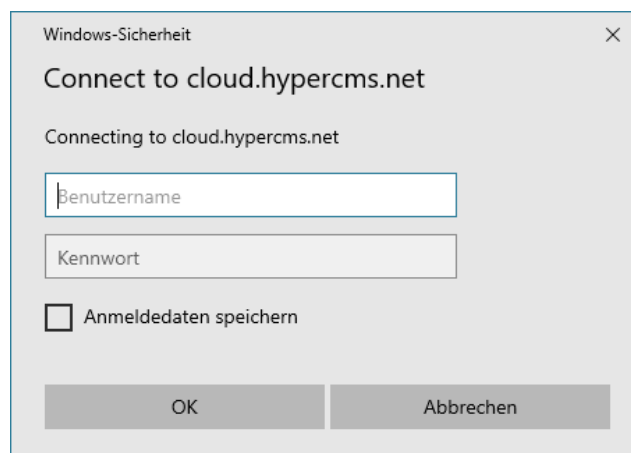 Windows-Sicherheit
Connect to cloud.hypercms.net
Connecting to cloud.hypercms.net
Benutzername
Kennwort
Anmeldedaten speichern
OK Abbrechen